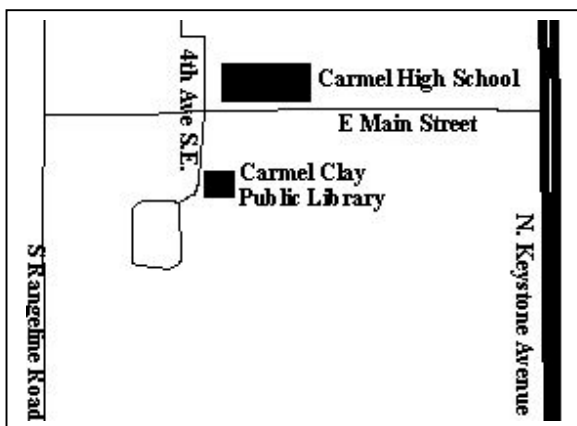 4th Ave S.E.
Carmel High School
E Main Street
Carmel Clay
Public Library
S Rangeline Road
N. Keystone Avenue